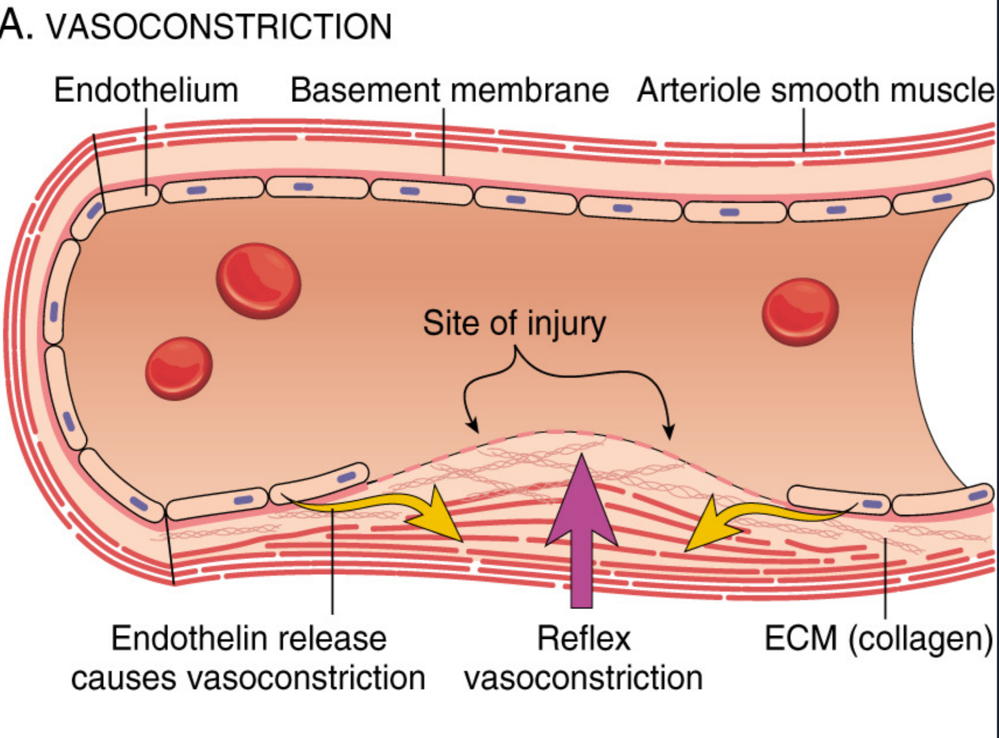 A. VASOCONSTRICTION
Endothelium
Basement membrane
Arteriole smooth muscle
Site of injury
Endothelin release
causes vasoconstriction
Reflex
vasoconstriction
ECM (collagen)